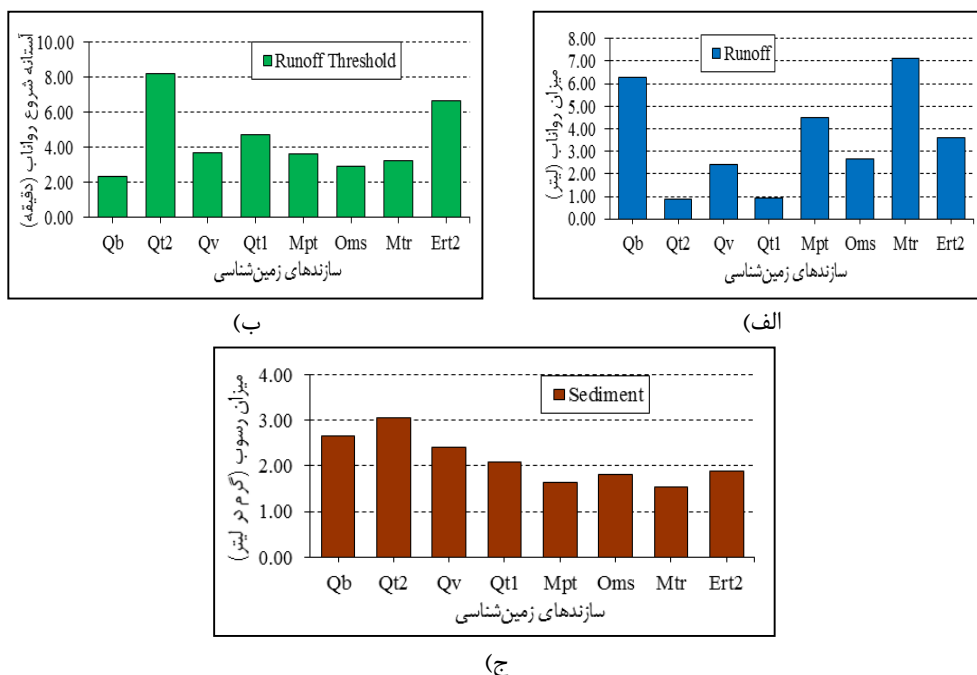 میزان رواناب (لیتر)
8.00
7.00
6.00
5.00
4.00
3.00
2.00
1.00
0.00
Runoff
Qb Qt2 Qv Qt1 Mpt Oms Mtr Ert2
سازندهای زمین‌شناسی
الف)
آستانه شروع رواناب (دقیقه)
10.00
8.00
6.00
4.00
2.00
0.00
Runoff Threshold
Qb Qt2 Qv Qt1 Mpt Oms Mtr Ert2
سازندهای زمین‌شناسی
ب)
میزان رسوب (گرم در لیتر)
4.00
3.00
2.00
1.00
0.00
Sediment
Qb Qt2 Qv Qt1 Mpt Oms Mtr Ert2
سازندهای زمین‌شناسی
ج)